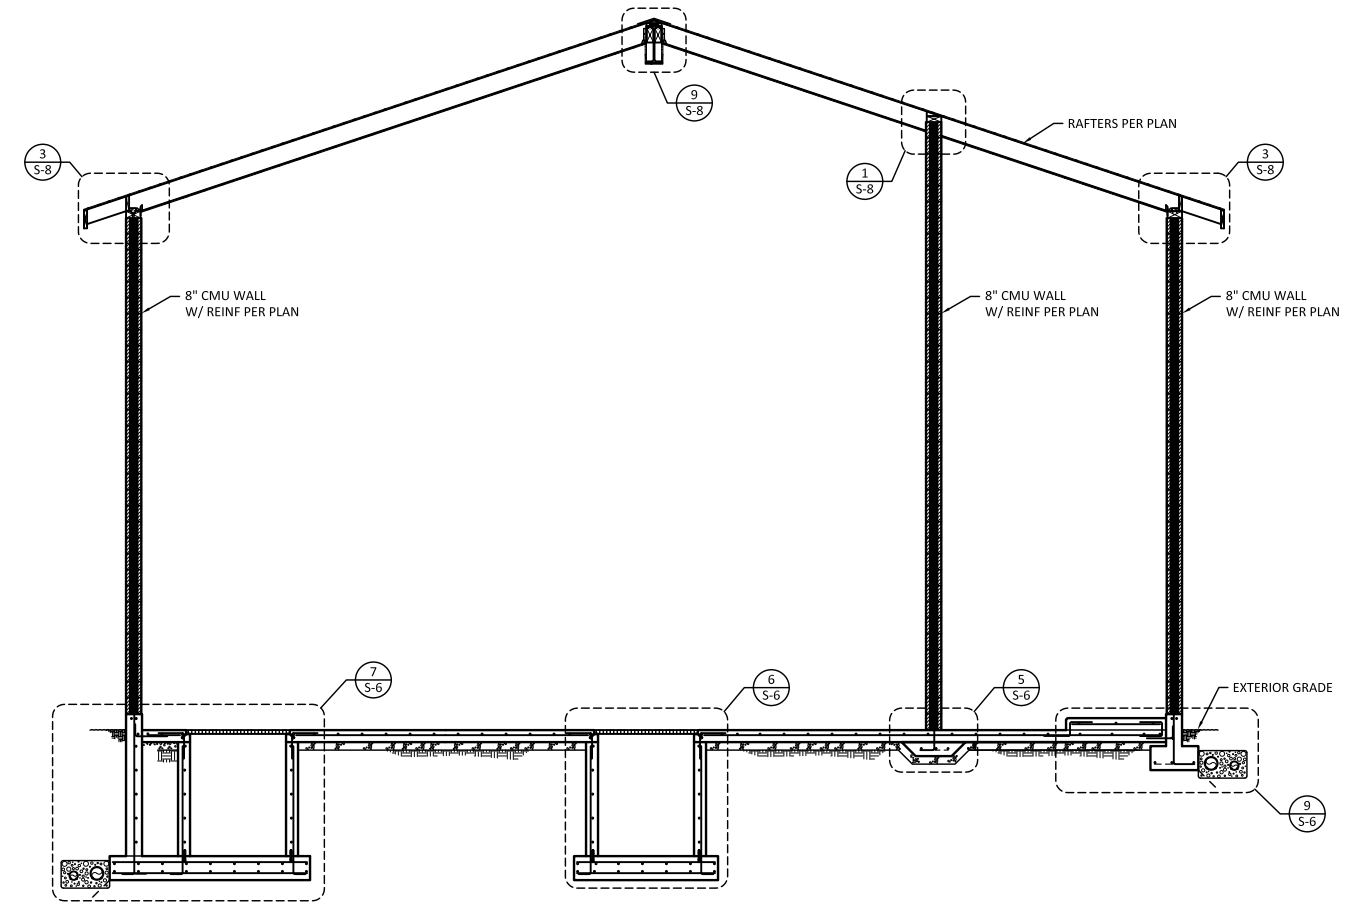 9
S-8
RAFTERS PER PLAN
3
S-8
1
S-8
3
S-8
8" CMU WALL
W/ REINF PER PLAN
8" CMU WALL
W/ REINF PER PLAN
8" CMU WALL
W/ REINF PER PLAN
7
S-6
6
S-6
5
S-6
EXTERIOR GRADE
9
S-6